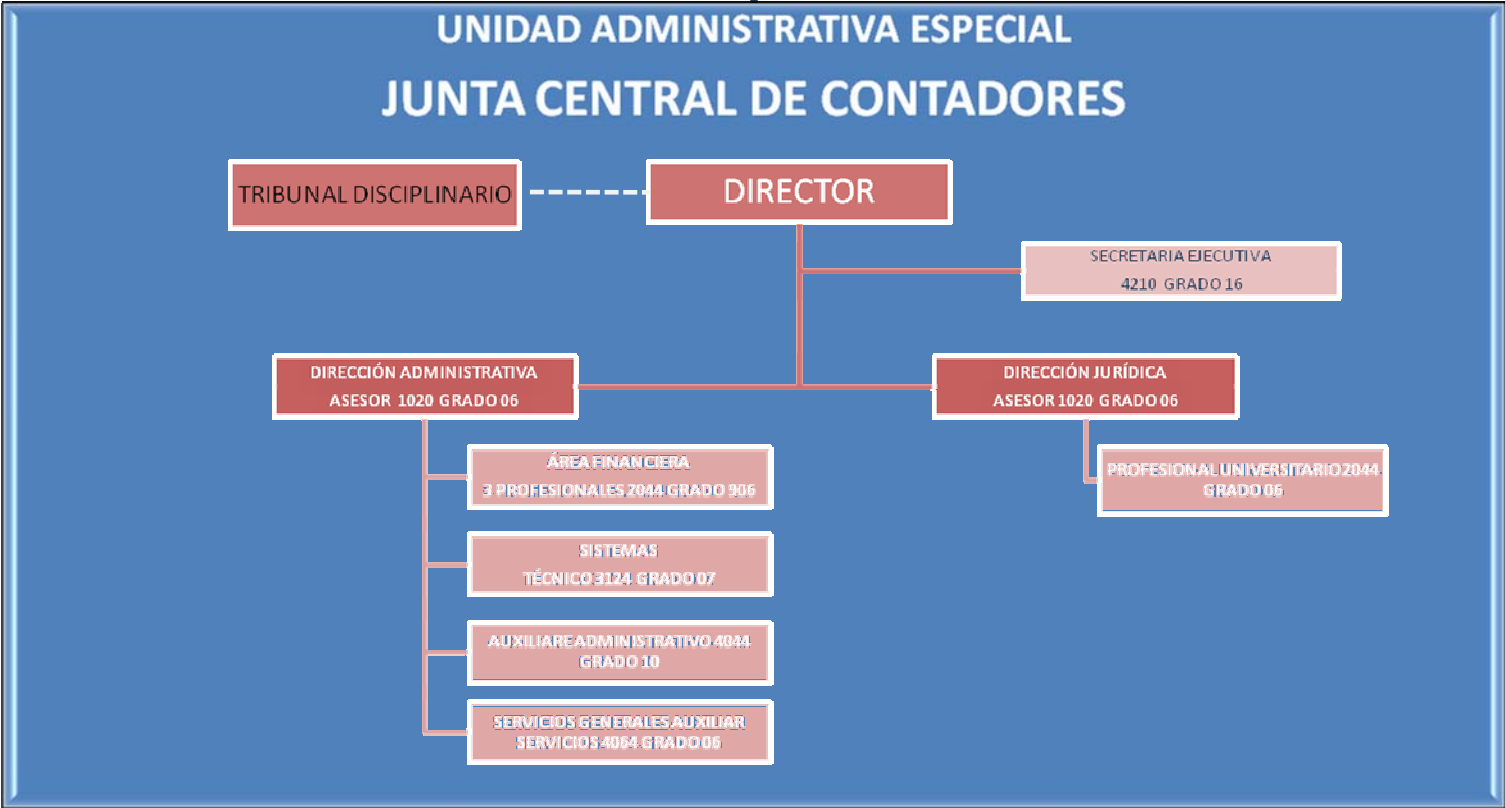 UNIDAD ADMINISTRATIVA ESPECIAL
JUNTA CENTRAL DE CONTADORES
TRIBUNAL DISCIPLINARIO
DIRECTOR
SECRETARIA EJECUTIVA
4210 GRADO 16
DIRECCIÓN ADMINISTRATIVA
ASESOR 1020 GRADO 06
DIRECCIÓN JURÍDICA
ASESOR 1020 GRADO 06
ÁREA FINANCIERA
3 PROFESIONALES 2044 GRADO 906
PROFESIONAL UNIVERSITARIO 2044
GRADO 06
SISTEMAS
TÉCNICO 3124 GRADO 07
AUXILIARE ADMINISTRATIVO 4044
GRADO 10
SERVICIOS GENERALES AUXILIAR
SERVICIOS 4064 GRADO 06